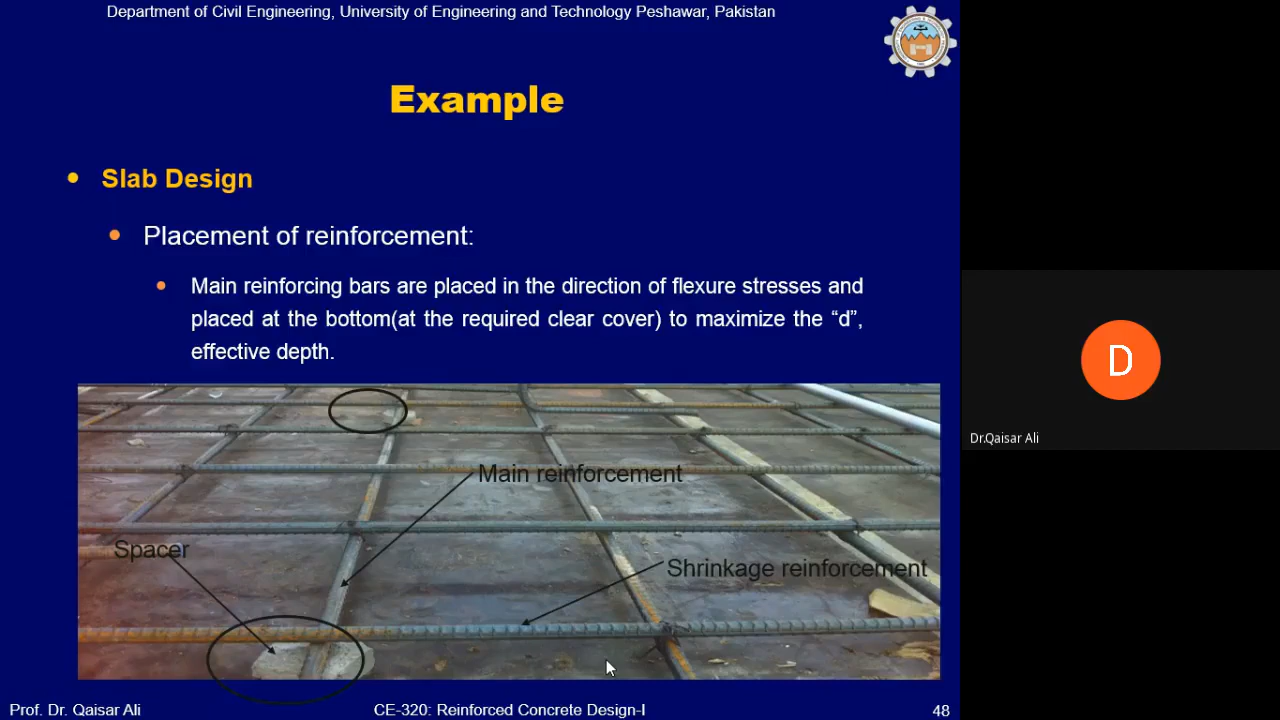 Department of Civil Engineering, University of Engineering and Technology Peshawar, Pakistan
Example
Slab Design
Placement of reinforcement:
Main reinforcing bars are placed in the direction of flexure stresses and
placed at the bottom(at the required clear cover) to maximize the “d”,
effective depth.
Main reinforcement
Spacer
Shrinkage reinforcement
D
Dr.Qaisar Ali
Prof. Dr. Qaisar Ali
CE-320: Reinforced Concrete Design-I
48